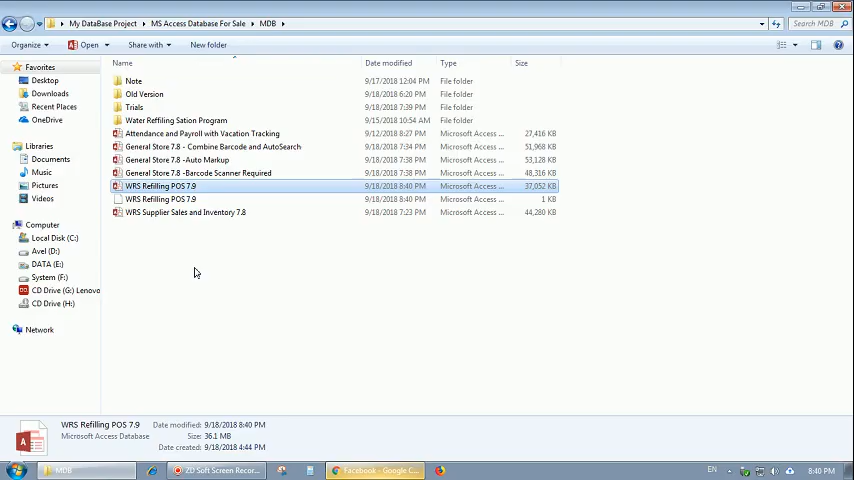 My DataBase Project ▸ MS Access Database For Sale ▸ MDB ▸
Search MDB
Organize Open Share with New folder
Name Date modified Type Size
Favorites
Desktop
Downloads
Recent Places
OneDrive
Libraries
Documents
Music
Pictures
Videos
Computer
Local Disk (C:)
Avel (D:)
DATA (E:)
System (F:)
CD Drive (G:) Lenovo
CD Drive (H:)
Network
Note 9/17/2018 12:04 PM File folder
Old Version 9/18/2018 6:20 PM File folder
Trials 9/18/2018 7:39 PM File folder
Water Reffiling Sation Program 9/15/2018 10:54 AM File folder
Attendance and Payroll with Vacation Tracking 9/12/2018 8:27 PM Microsoft Access ... 27,416 KB
General Store 7.8 - Combine Barcode and AutoSearch 9/18/2018 7:34 PM Microsoft Access ... 51,968 KB
General Store 7.8 -Auto Markup 9/18/2018 7:38 PM Microsoft Access ... 53,128 KB
General Store 7.8 -Barcode Scanner Required 9/18/2018 7:38 PM Microsoft Access ... 48,316 KB
WRS Refilling POS 7.9 9/18/2018 8:40 PM Microsoft Access ... 37,052 KB
WRS Refilling POS 7.9 9/18/2018 8:40 PM Microsoft Access ... 1 KB
WRS Supplier Sales and Inventory 7.8 9/18/2018 7:23 PM Microsoft Access ... 44,280 KB
WRS Refilling POS 7.9 Date modified: 9/18/2018 8:40 PM
Microsoft Access Database Size: 36.1 MB
Date created: 9/18/2018 4:44 PM
MDB ZD Soft Screen Recor... Facebook - Google C... EN 8:40 PM